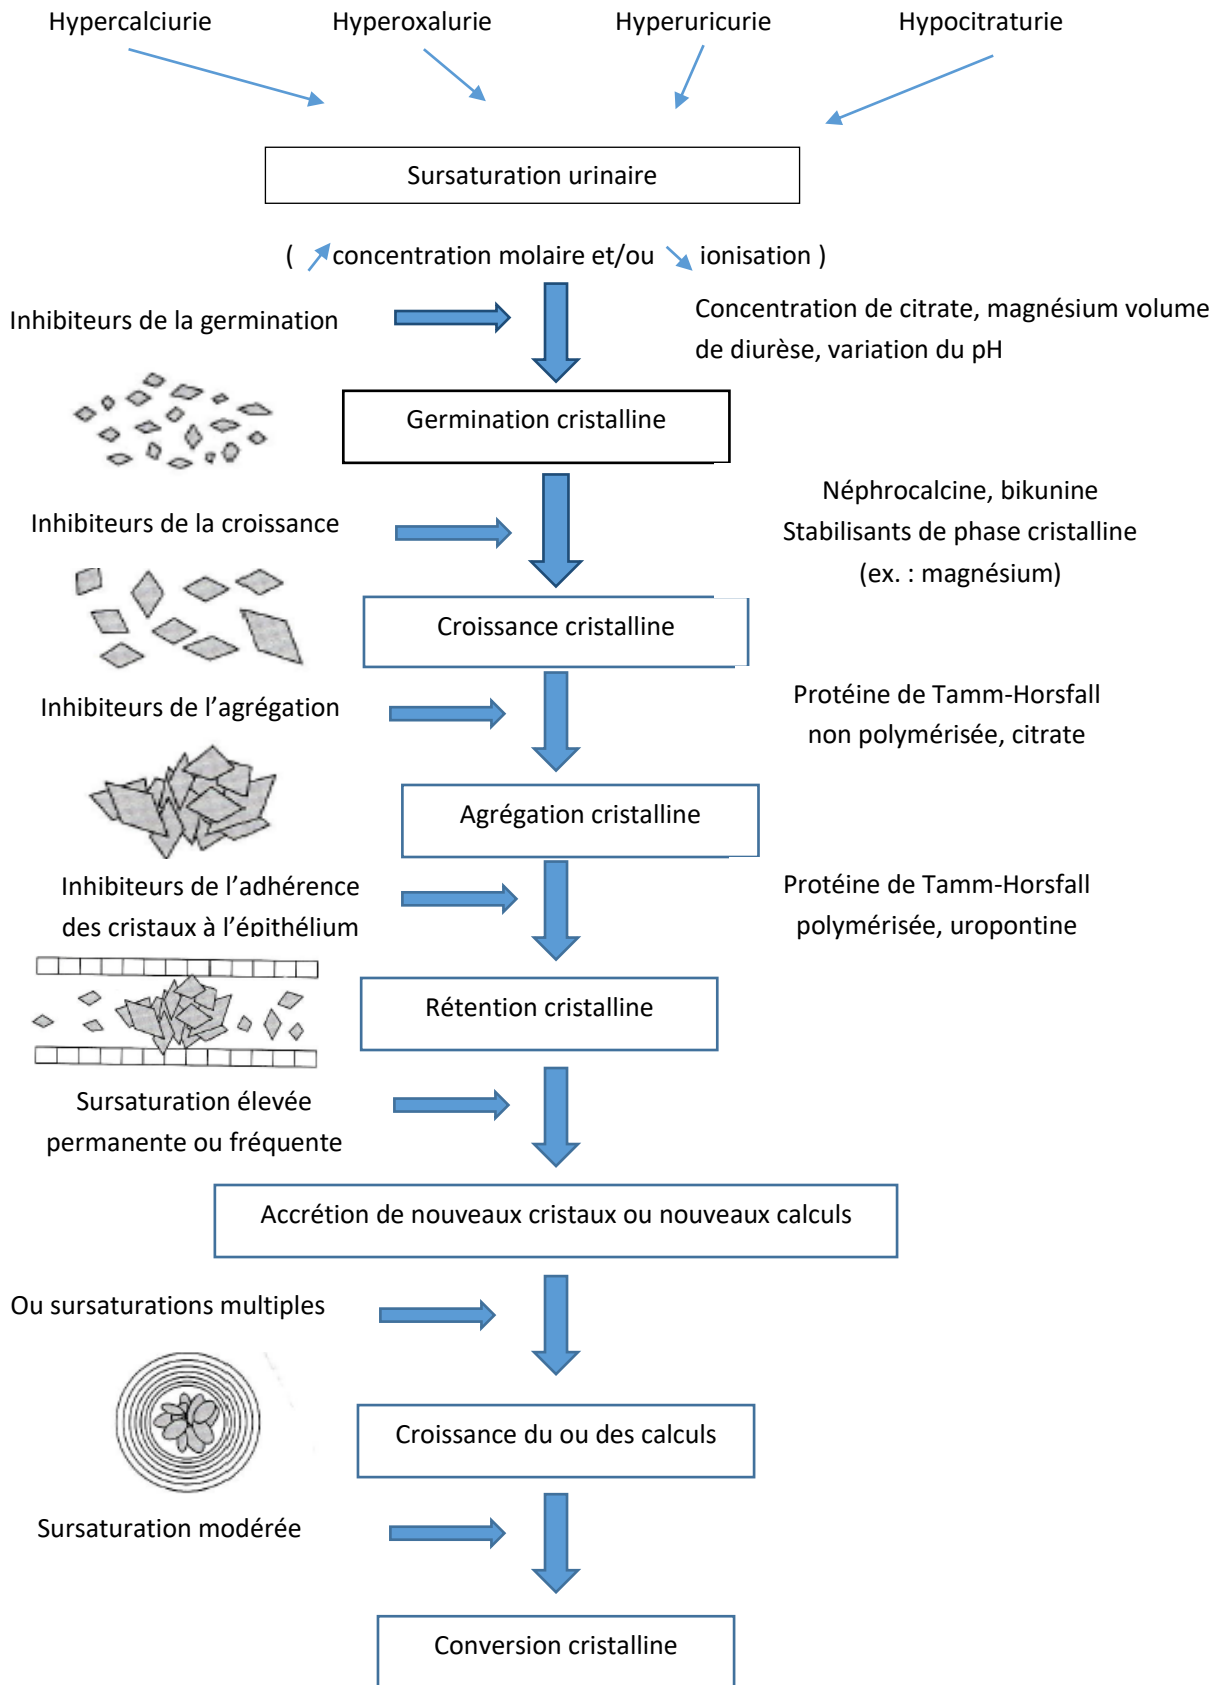 Hypercalciurie Hyperoxalurie Hyperuricurie Hypocitraturie
Sursaturation urinaire
( concentration molaire et/ou ionisation )
Inhibiteurs de la germination
Concentration de citrate, magnésium volume
de diurèse, variation du pH
Germination cristalline
Inhibiteurs de la croissance
Néphrocalcine, bikunine
Stabilisants de phase cristalline
(ex. : magnésium)
Croissance cristalline
Inhibiteurs de l’agrégation
Protéine de Tamm-Horsfall
non polymérisée, citrate
Agrégation cristalline
Inhibiteurs de l’adhérence
des cristaux à l’épithélium
Protéine de Tamm-Horsfall
polymérisée, uropontine
Rétention cristalline
Sursaturation élevée
permanente ou fréquente
Accrétion de nouveaux cristaux ou nouveaux calculs
Ou sursaturations multiples
Croissance du ou des calculs
Sursaturation modérée
Conversion cristalline